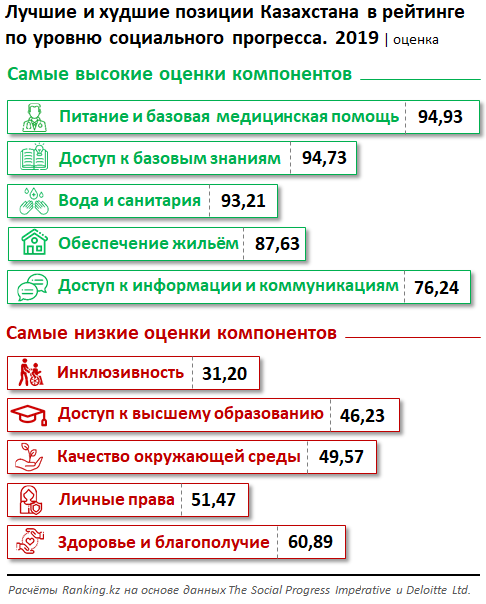 Лучшие и худшие позиции Казахстана в рейтинге
по уровню социального прогресса. 2019 | оценка
Самые высокие оценки компонентов
Питание и базовая медицинская помощь 94,93
Доступ к базовым знаниям 94,73
Вода и санитария 93,21
Обеспечение жильём 87,63
Доступ к информации и коммуникациям 76,24
Самые низкие оценки компонентов
Инклюзивность 31,20
Доступ к высшему образованию 46,23
Качество окружающей среды 49,57
Личные права 51,47
Здоровье и благополучие 60,89
Расчёты Ranking.kz на основе данных The Social Progress Impérative и Deloitte Ltd.